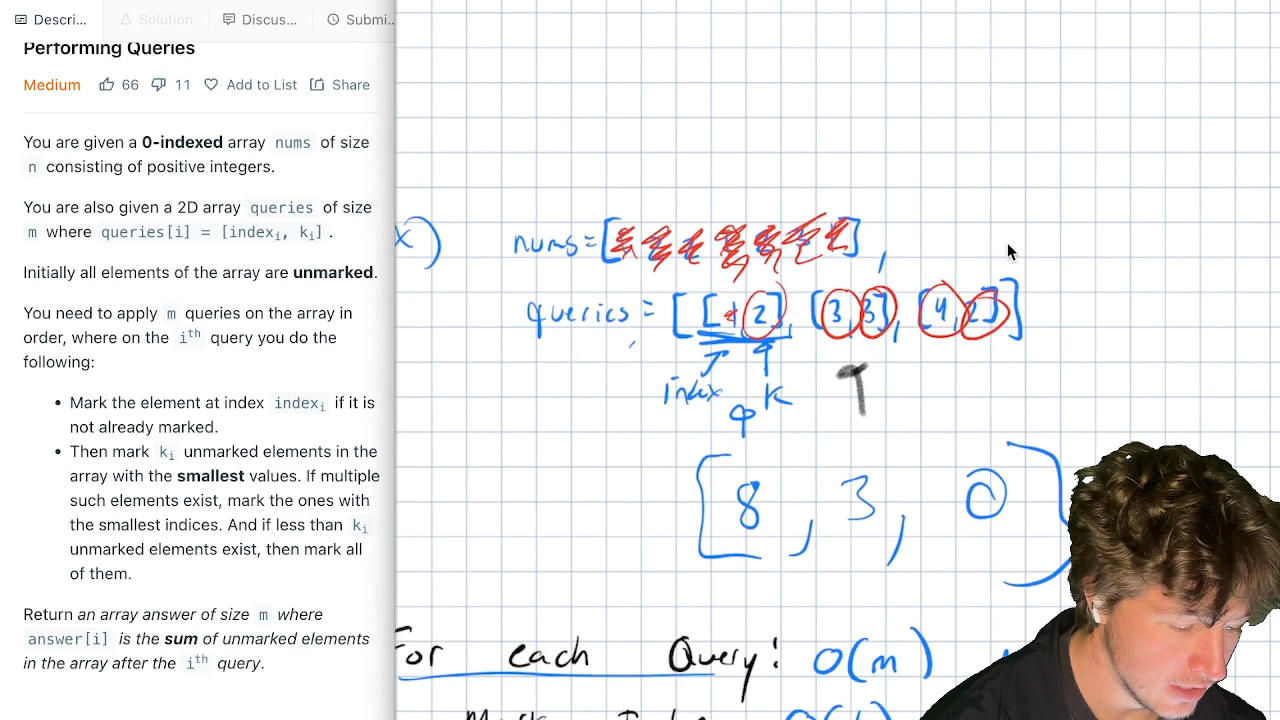 Descri...
Solution
Discus...
Submi...
Performing Queries
Medium 66 11 Add to List Share
You are given a 0-indexed array nums of size
n consisting of positive integers.
You are also given a 2D array queries of size
m where queries[i] = [indexi, ki] .
Initially all elements of the array are unmarked.
You need to apply m queries on the array in
order, where on the ith query you do the
following:
Mark the element at index indexi if it is
not already marked.
Then mark ki unmarked elements in the
array with the smallest values. If multiple
such elements exist, mark the ones with
the smallest indices. And if less than ki
unmarked elements exist, then mark all
of them.
Return an array answer of size m where
answer[i] is the sum of unmarked elements
in the array after the ith query.
x) nums = [ ],
queries = [ [1, 2], [3, 3], [4, 2] ]
index k
[ 8 , 3 , 0 ]
For each Query: O(m)
Mark Index O(1)